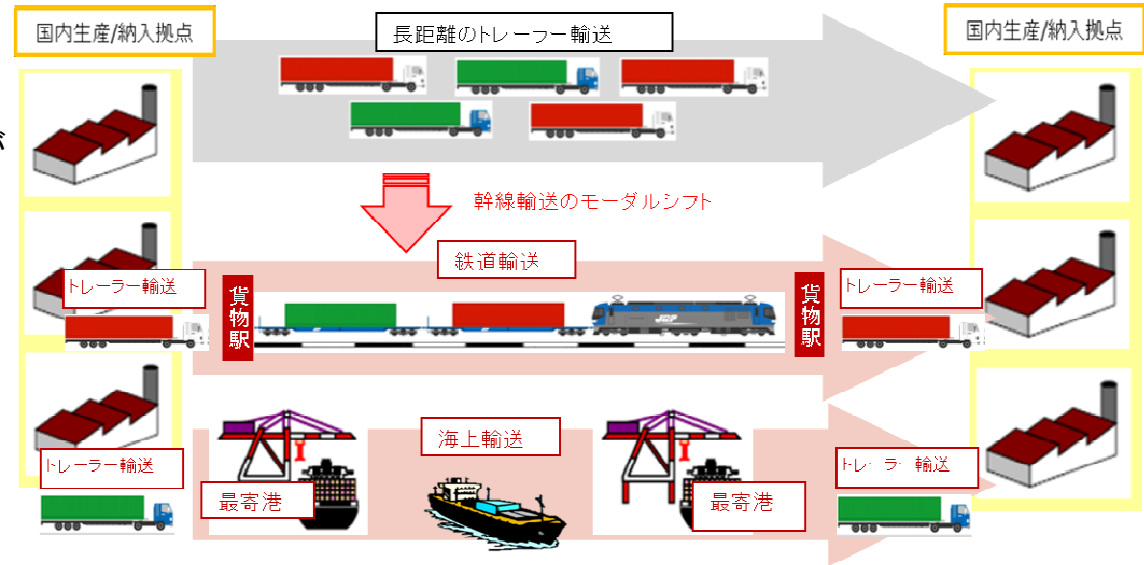 国内生産/納入拠点
長距離のトレーラー輸送
国内生産/納入拠点
が
幹線輸送のモーダルシフト
鉄道輸送
トレーラー輸送
貨物駅
JRF
貨物駅
トレーラー輸送
海上輸送
トレーラー輸送
最寄港
最寄港
トレーラー輸送